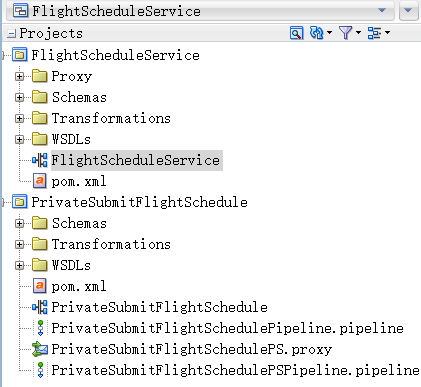 FlightScheduleService
Projects
FlightScheduleService
Proxy
Schemas
Transformations
WSDLs
FlightScheduleService
pom.xml
PrivateSubmitFlightSchedule
Schemas
Transformations
WSDLs
pom.xml
PrivateSubmitFlightSchedule
PrivateSubmitFlightSchedulePipeline.pipeline
PrivateSubmitFlightSchedulePS.proxy
PrivateSubmitFlightSchedulePSPipeline.pipeline